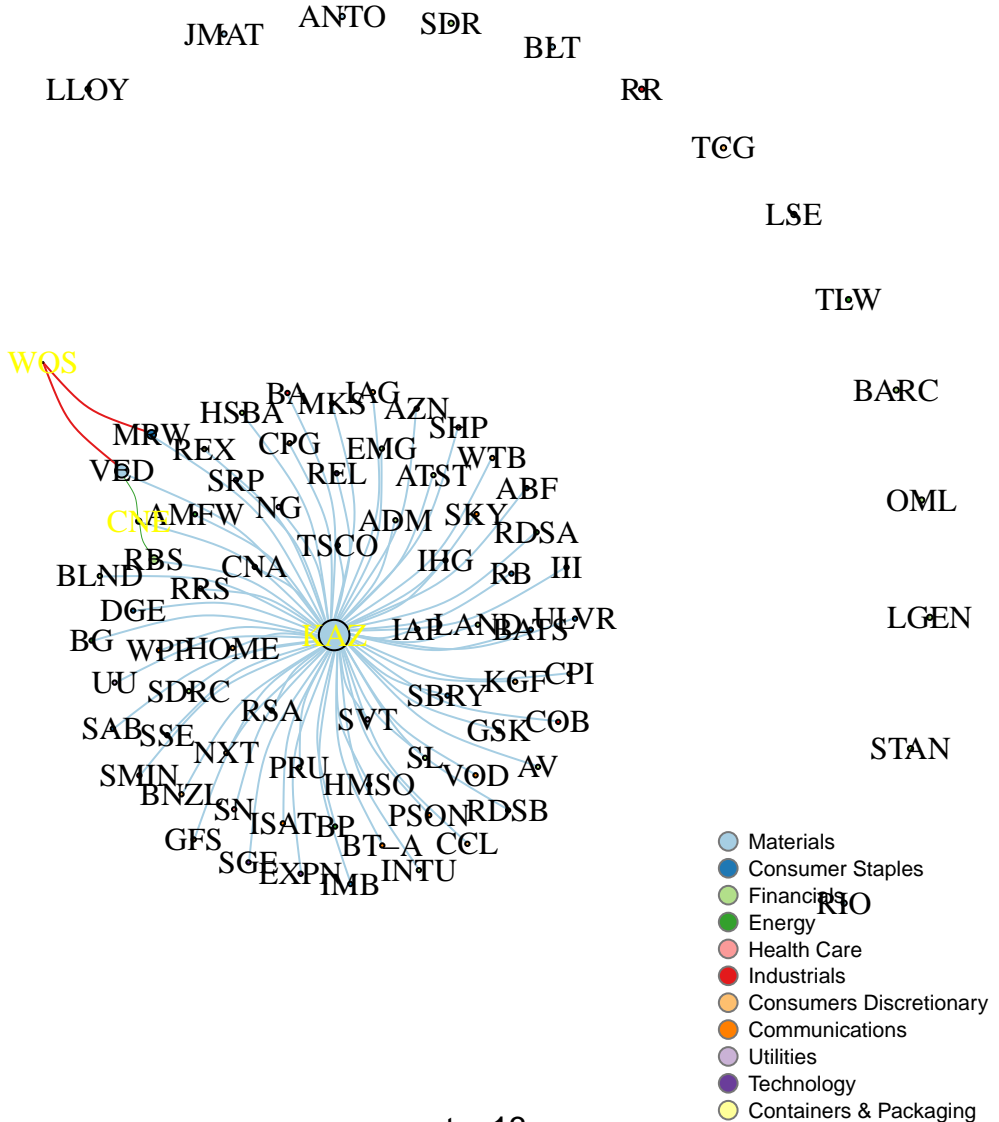 ANTO
SDR
JMAT
BLT
LLOY
RR
TCG
LSE
TLW
WOS
BARC
BA
IAG
MKS
AZN
HSBA
SHP
MRW
CPG
EMG
REX
WTB
VED
REL
ATST
SRP
ABF
OML
NG
AMFW
SKY
CNE
ADM
RDSA
TSCO
RBS
IHG
CNA
III
BLND
RB
RRS
DGE
LGEN
ULVR
LAND
IAP
BATS
KAZ
BG
WPP
HOME
CPI
UU
KGF
SDRC
SBRY
RSA
SVT
COB
SAB
GSK
SSE
STAN
NXT
SL
PRU
AV
SMIN
VOD
HMSO
BNZL
SN
RDSB
PSON
ISAT
BP
GFS
BT−A
CCL
Materials
SGE
EXPN
INTU
IMB
Consumer Staples
Financials
RIO
Energy
Health Care
Industrials
Consumers Discretionary
Communications
Utilities
Technology
Containers & Packaging